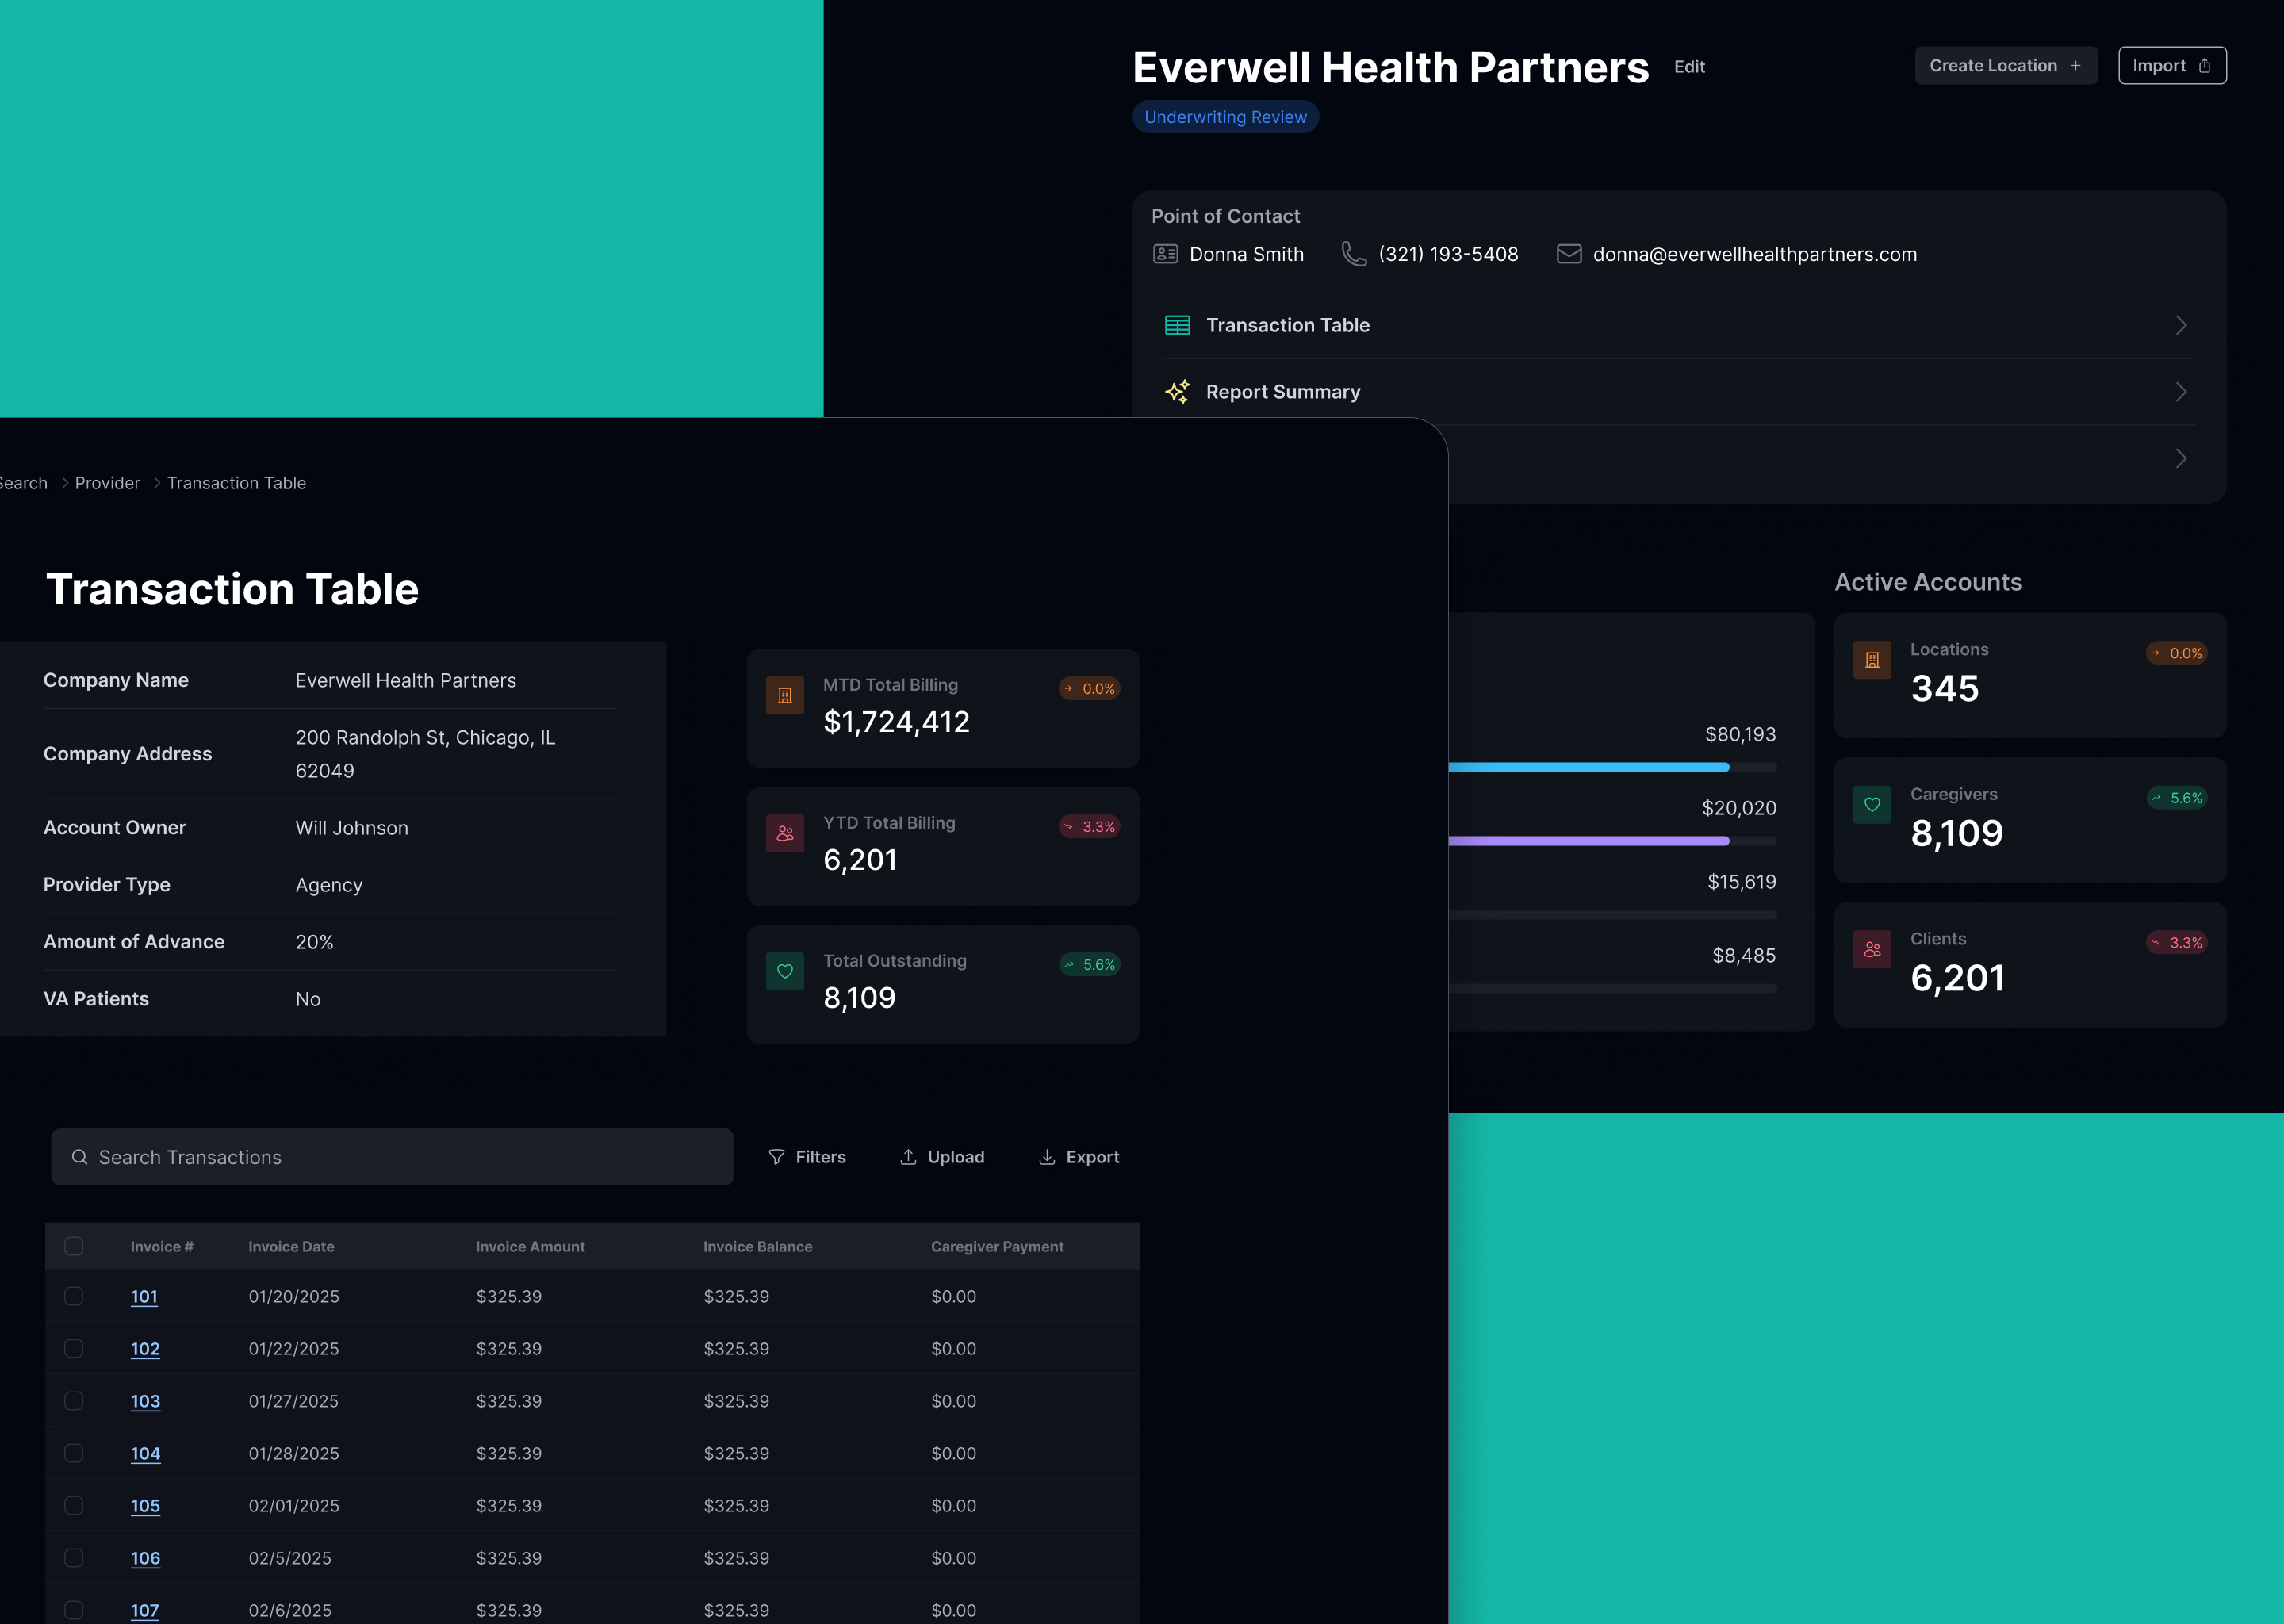 Everwell Health Partners
Edit
Create Location +
Import
Underwriting Review
Point of Contact
Donna Smith
(321) 193-5408
donna@everwellhealthpartners.com
Transaction Table
Report Summary
Search
Provider
Transaction Table
Transaction Table
Company Name
Everwell Health Partners
Company Address
200 Randolph St, Chicago, IL
62049
Account Owner
Will Johnson
Provider Type
Agency
Amount of Advance
20%
VA Patients
No
MTD Total Billing
0.0%
$1,724,412
YTD Total Billing
3.3%
6,201
Total Outstanding
5.6%
8,109
$80,193
$20,020
$15,619
$8,485
Active Accounts
Locations
0.0%
345
Caregivers
5.6%
8,109
Clients
3.3%
6,201
Search Transactions
Filters
Upload
Export
Invoice # Invoice Date Invoice Amount Invoice Balance Caregiver Payment
101 01/20/2025 $325.39 $325.39 $0.00
102 01/22/2025 $325.39 $325.39 $0.00
103 01/27/2025 $325.39 $325.39 $0.00
104 01/28/2025 $325.39 $325.39 $0.00
105 02/01/2025 $325.39 $325.39 $0.00
106 02/5/2025 $325.39 $325.39 $0.00
107 02/6/2025 $325.39 $325.39 $0.00